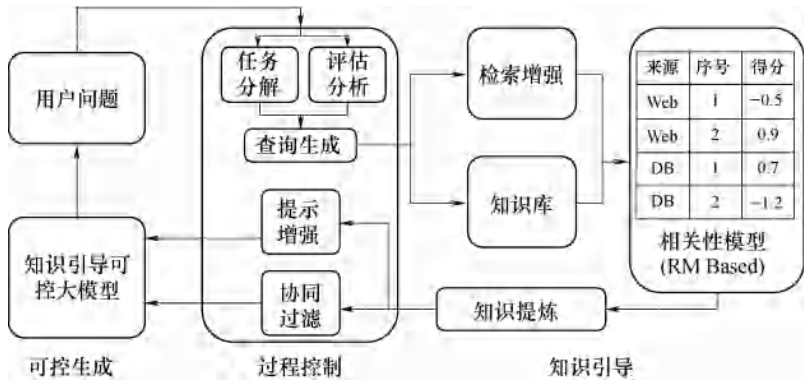 用户问题
任务
分解
评估
分析
查询生成
检索增强
知识库
来源 序号 得分
Web 1 −0.5
Web 2 0.9
DB 1 0.7
DB 2 −1.2
相关性模型
(RM Based)
知识提炼
提示
增强
协同
过滤
知识引导可
控大模型
可控生成
过程控制
知识引导